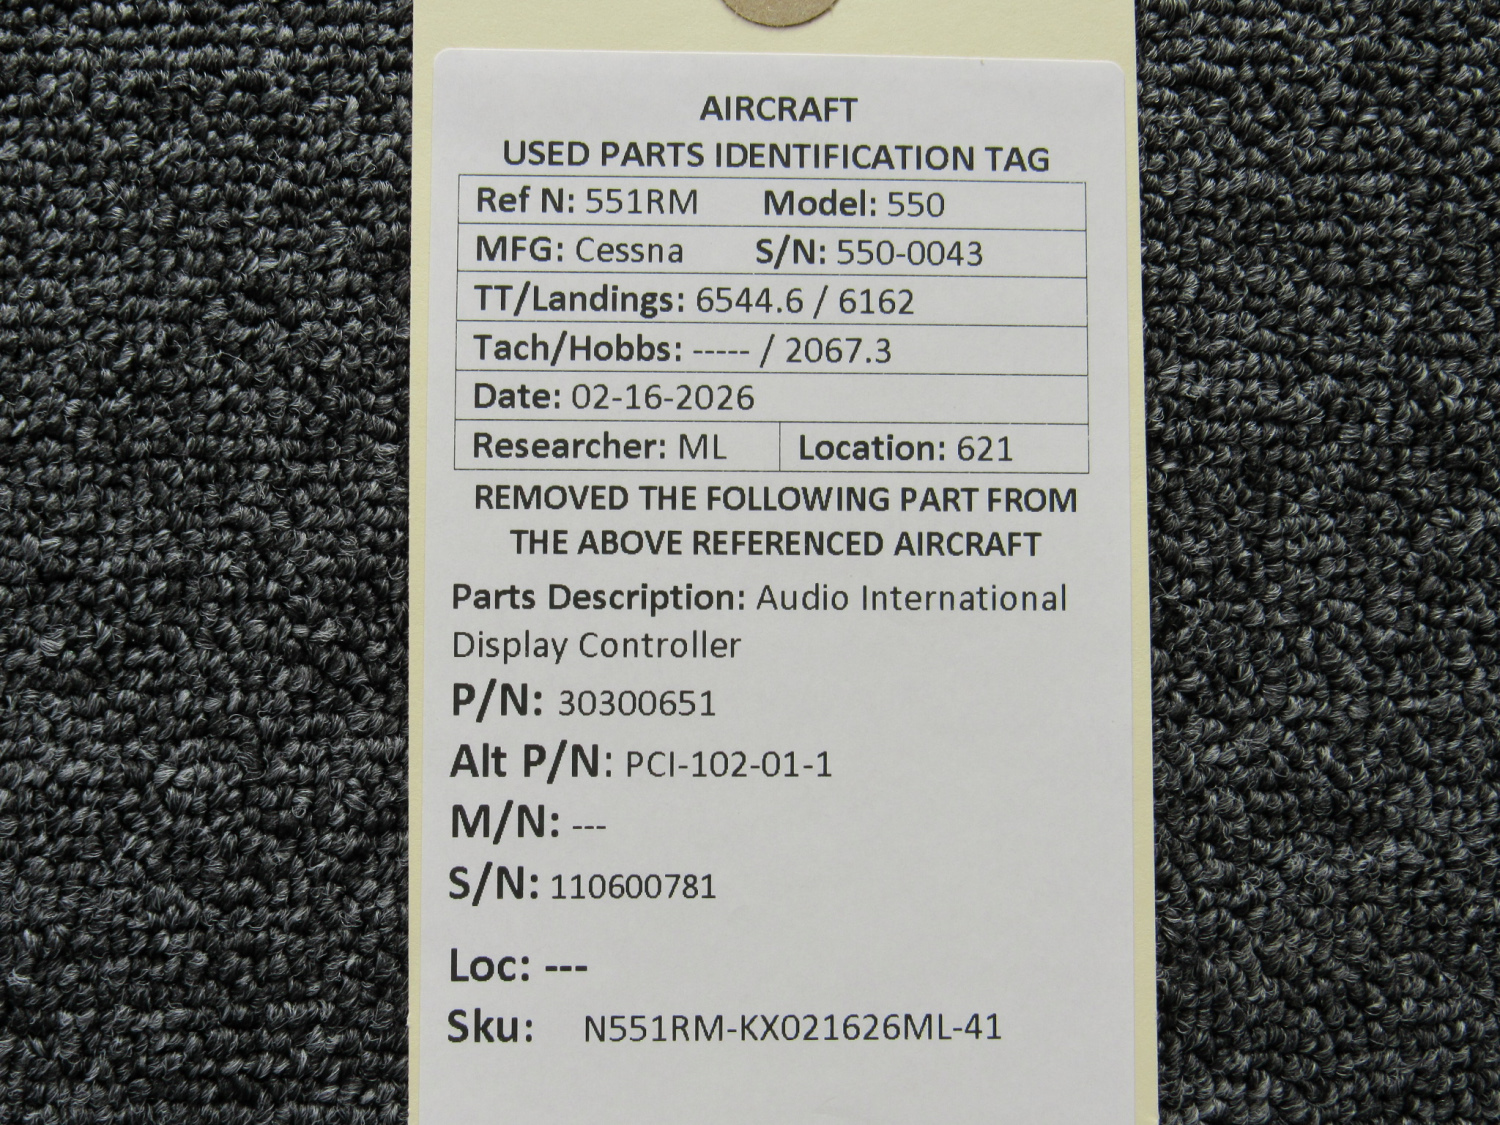 AIRCRAFT
USED PARTS IDENTIFICATION TAG
Ref N: 551RM Model: 550
MFG: Cessna S/N: 550-0043
TT/Landings: 6544.6 / 6162
Tach/Hobbs: ----- / 2067.3
Date: 02-16-2026
Researcher: ML Location: 621
REMOVED THE FOLLOWING PART FROM
THE ABOVE REFERENCED AIRCRAFT
Parts Description: Audio International
Display Controller
P/N: 30300651
Alt P/N: PCI-102-01-1
M/N: ---
S/N: 110600781
Loc: ---
Sku: N551RM-KX021626ML-41